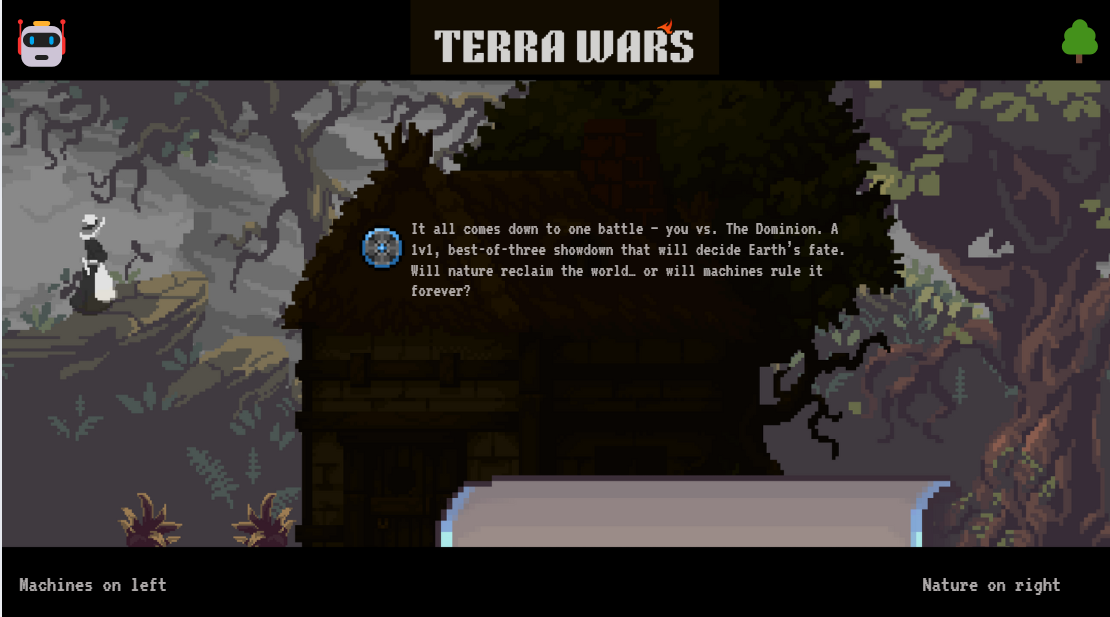 TERRA WARS
It all comes down to one battle – you vs. The Dominion. A
1v1, best-of-three showdown that will decide Earth’s fate.
Will nature reclaim the world… or will machines rule it
forever?
Machines on left
Nature on right